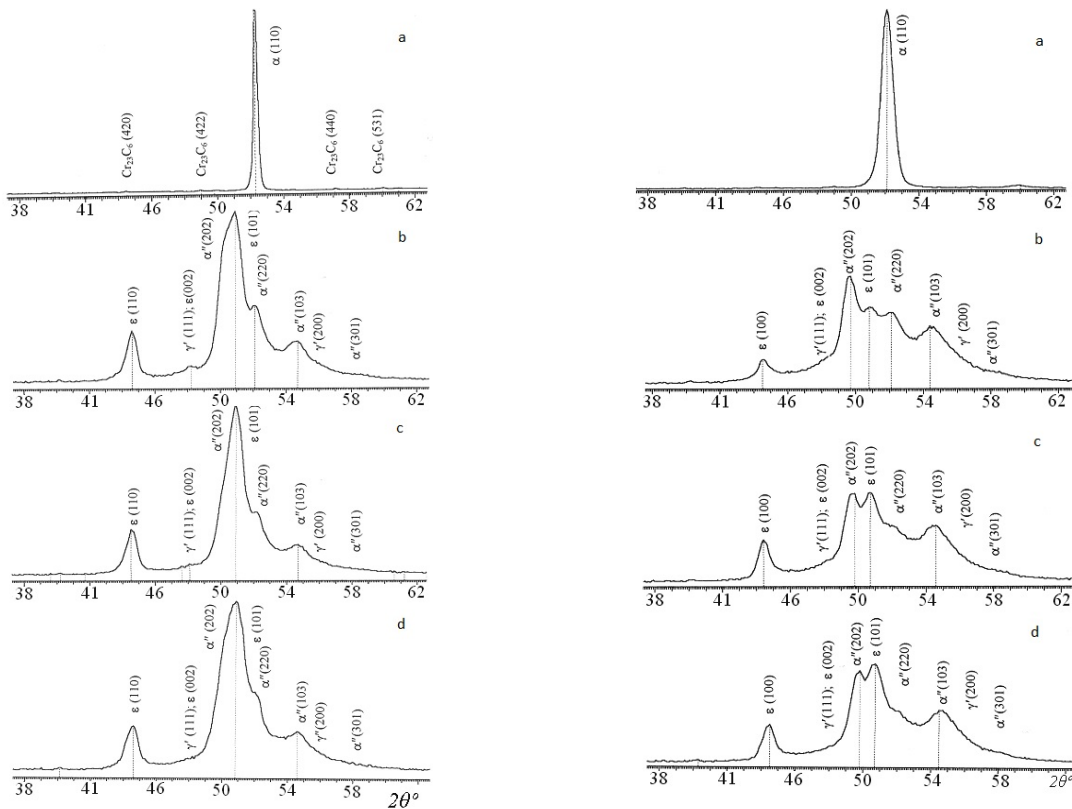 a
α (110)
Cr23C6 (420)
Cr23C6 (422)
Cr23C6 (440)
Cr23C6 (531)
38 41 46 50 54 58 62
b
ε (110)
γ' (111); ε(002)
α"(202)
ε (101)
α"(220)
α"(103)
γ'(200)
α"(301)
38 41 46 50 54 58 62
c
ε (110)
γ' (111); ε (002)
α"(202)
ε (101)
α"(220)
α"(103)
γ' (200)
α"(301)
38 41 46 50 54 58 62
d
ε (110)
γ' (111); ε (002)
α" (202)
ε (101)
α"(220)
α"(103)
γ"(200)
α"(301)
38 41 46 50 54 58 62
2θ°
a
α (110)
38 41 46 50 54 58 62
b
ε (100)
γ'(111); ε (002)
α"(202)
ε (101)
α"(220)
α"(103)
γ' (200)
α"(301)
38 41 46 50 54 58 62
c
ε (100)
γ'(111); ε (002)
α"(202)
ε (101)
α"(220)
α"(103)
γ'(200)
α"(301)
38 41 46 50 54 58 62
d
ε (100)
γ'(111); ε (002)
α"(202)
ε (101)
α"(220)
α"(103)
γ'(200)
α"(301)
38 41 46 50 54 58 2θ°